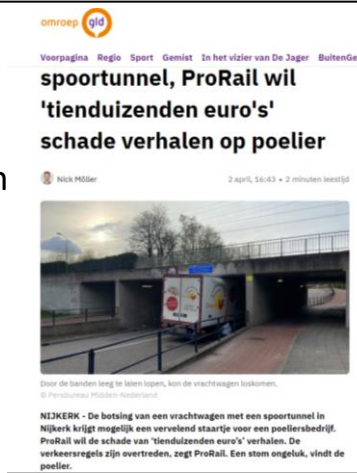 omroep gld
Voorpagina Regio Sport Gemist In het vizier van De Jager BuitenGe
spoortunnel, ProRail wil
'tienduizenden euro's'
schade verhalen op poelier
Nick Möller 2 april, 16:43 • 2 minuten leestijd
Door de banden leeg te laten lopen, kon de vrachtwagen loskomen.
© Persbureau Midden-Nederland
NIJKERK - De botsing van een vrachtwagen met een spoortunnel in
Nijkerk krijgt mogelijk een vervelend staartje voor een poeliersbedrijf.
ProRail wil de schade van 'tienduizenden euro's' verhalen. De
verkeersregels zijn overtreden, zegt ProRail. Een stom ongeluk, vindt de
poelier.